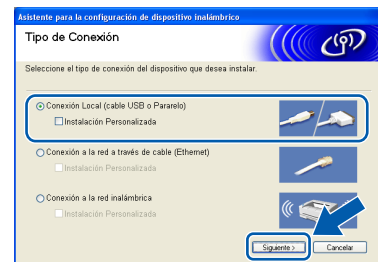 Asistente para la configuración de dispositivo inalámbrico
Tipo de Conexión
Seleccione el tipo de conexión del dispositivo que desea instalar.
Conexión Local (cable USB o Pararelo)
Instalación Personalizada
Conexión a la red a través de cable (Ethernet)
Instalación Personalizada
Conexión a la red inalámbrica
Instalación Personalizada
Siguiente > Cancelar